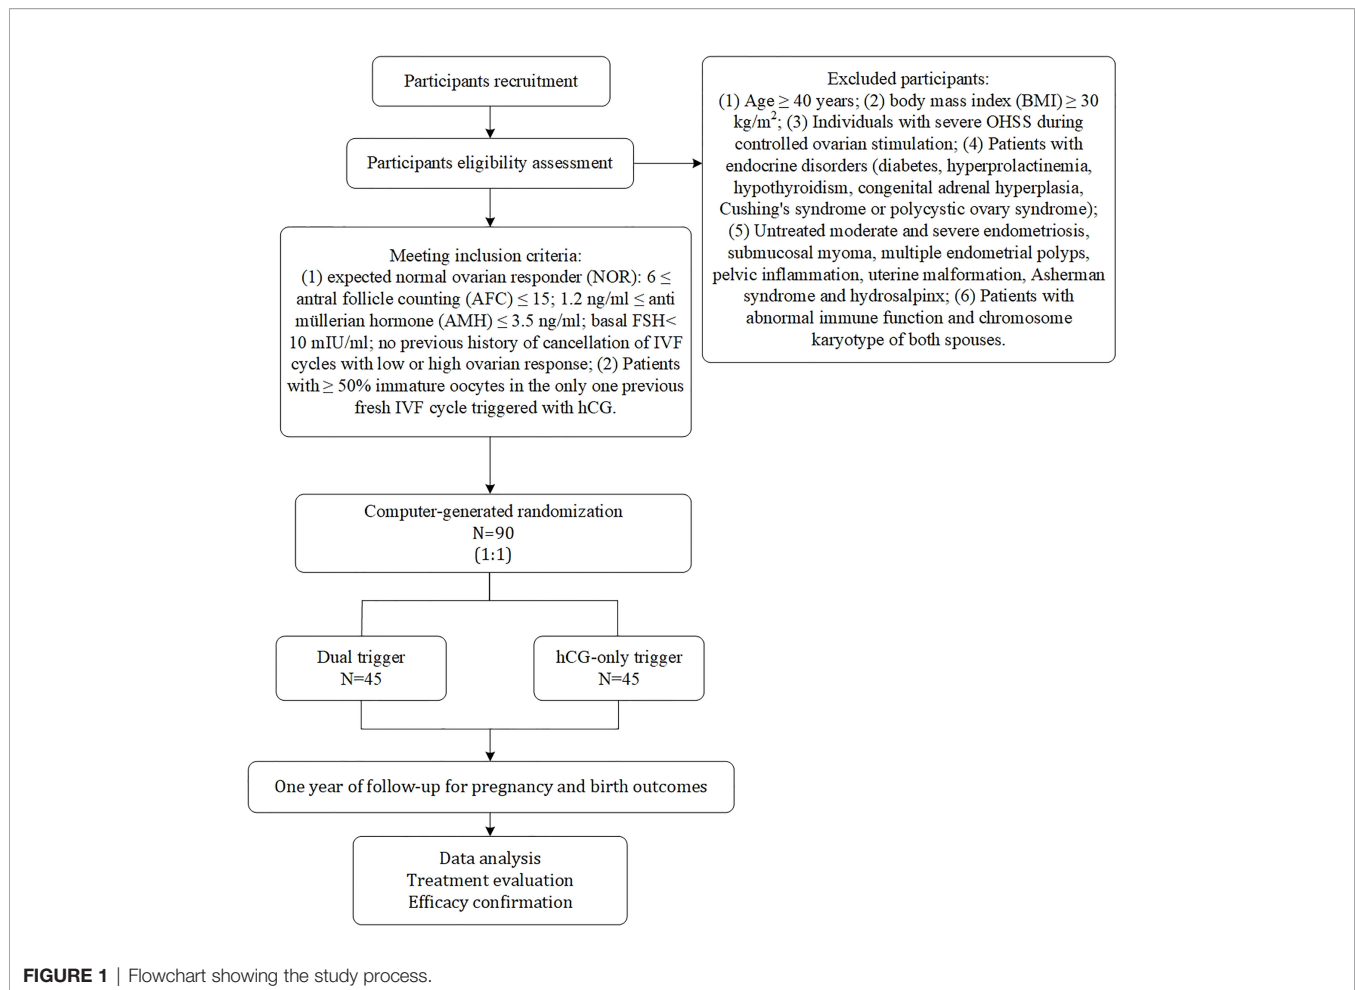 Participants recruitment
Participants eligibility assessment
Excluded participants:
(1) Age ≥ 40 years; (2) body mass index (BMI) ≥ 30
kg/m²; (3) Individuals with severe OHSS during
controlled ovarian stimulation; (4) Patients with
endocrine disorders (diabetes, hyperprolactinemia,
hypothyroidism, congenital adrenal hyperplasia,
Cushing's syndrome or polycystic ovary syndrome);
(5) Untreated moderate and severe endometriosis,
submucosal myoma, multiple endometrial polyps,
pelvic inflammation, uterine malformation, Asherman
syndrome and hydrosalpinx; (6) Patients with
abnormal immune function and chromosome
karyotype of both spouses.
Meeting inclusion criteria:
(1) expected normal ovarian responder (NOR): 6 ≤
antral follicle counting (AFC) ≤ 15; 1.2 ng/ml ≤ anti
müllerian hormone (AMH) ≤ 3.5 ng/ml; basal FSH<
10 mIU/ml; no previous history of cancellation of IVF
cycles with low or high ovarian response; (2) Patients
with ≥ 50% immature oocytes in the only one previous
fresh IVF cycle triggered with hCG.
Computer-generated randomization
N=90
(1:1)
Dual trigger
N=45
hCG-only trigger
N=45
One year of follow-up for pregnancy and birth outcomes
Data analysis
Treatment evaluation
Efficacy confirmation
FIGURE 1 | Flowchart showing the study process.